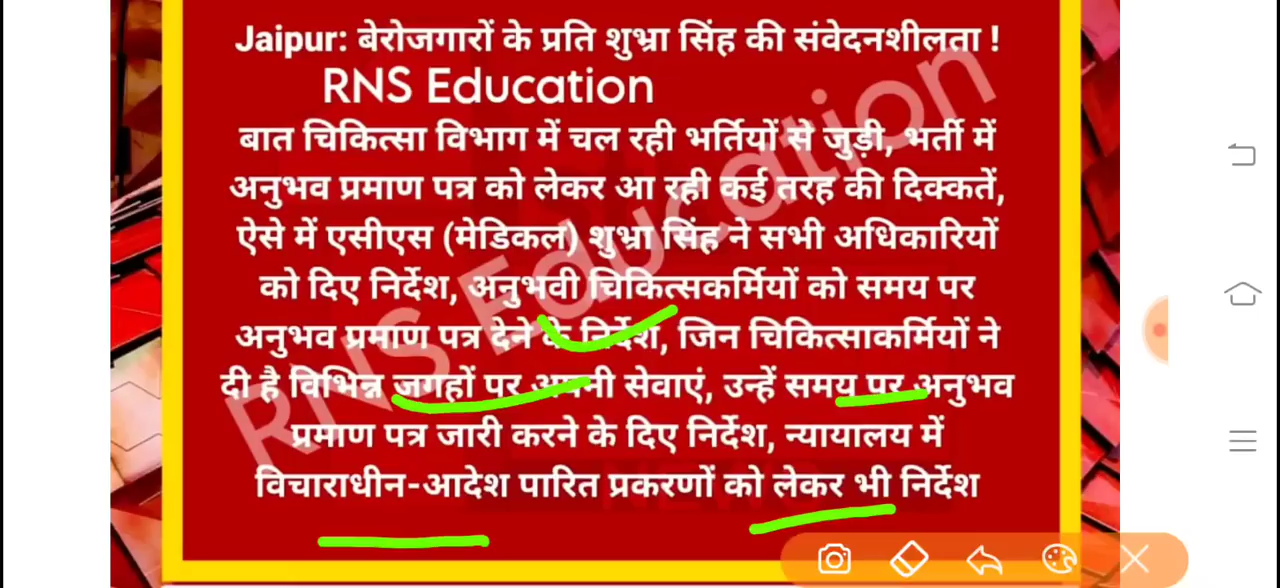 Jaipur: बेरोजगारों के प्रति शुभ्रा सिंह की संवेदनशीलता !
RNS Education
बात चिकित्सा विभाग में चल रही भर्तियों से जुड़ी, भर्ती में
अनुभव प्रमाण पत्र को लेकर आ रही कई तरह की दिक्कतें,
ऐसे में एसीएस (मेडिकल) शुभ्रा सिंह ने सभी अधिकारियों
को दिए निर्देश, अनुभवी चिकित्सकर्मियों को समय पर
अनुभव प्रमाण पत्र देने के निर्देश, जिन चिकित्साकर्मियों ने
दी है विभिन्न जगहों पर अपनी सेवाएं, उन्हें समय पर अनुभव
प्रमाण पत्र जारी करने के दिए निर्देश, न्यायालय में
विचाराधीन-आदेश पारित प्रकरणों को लेकर भी निर्देश
RNS Education